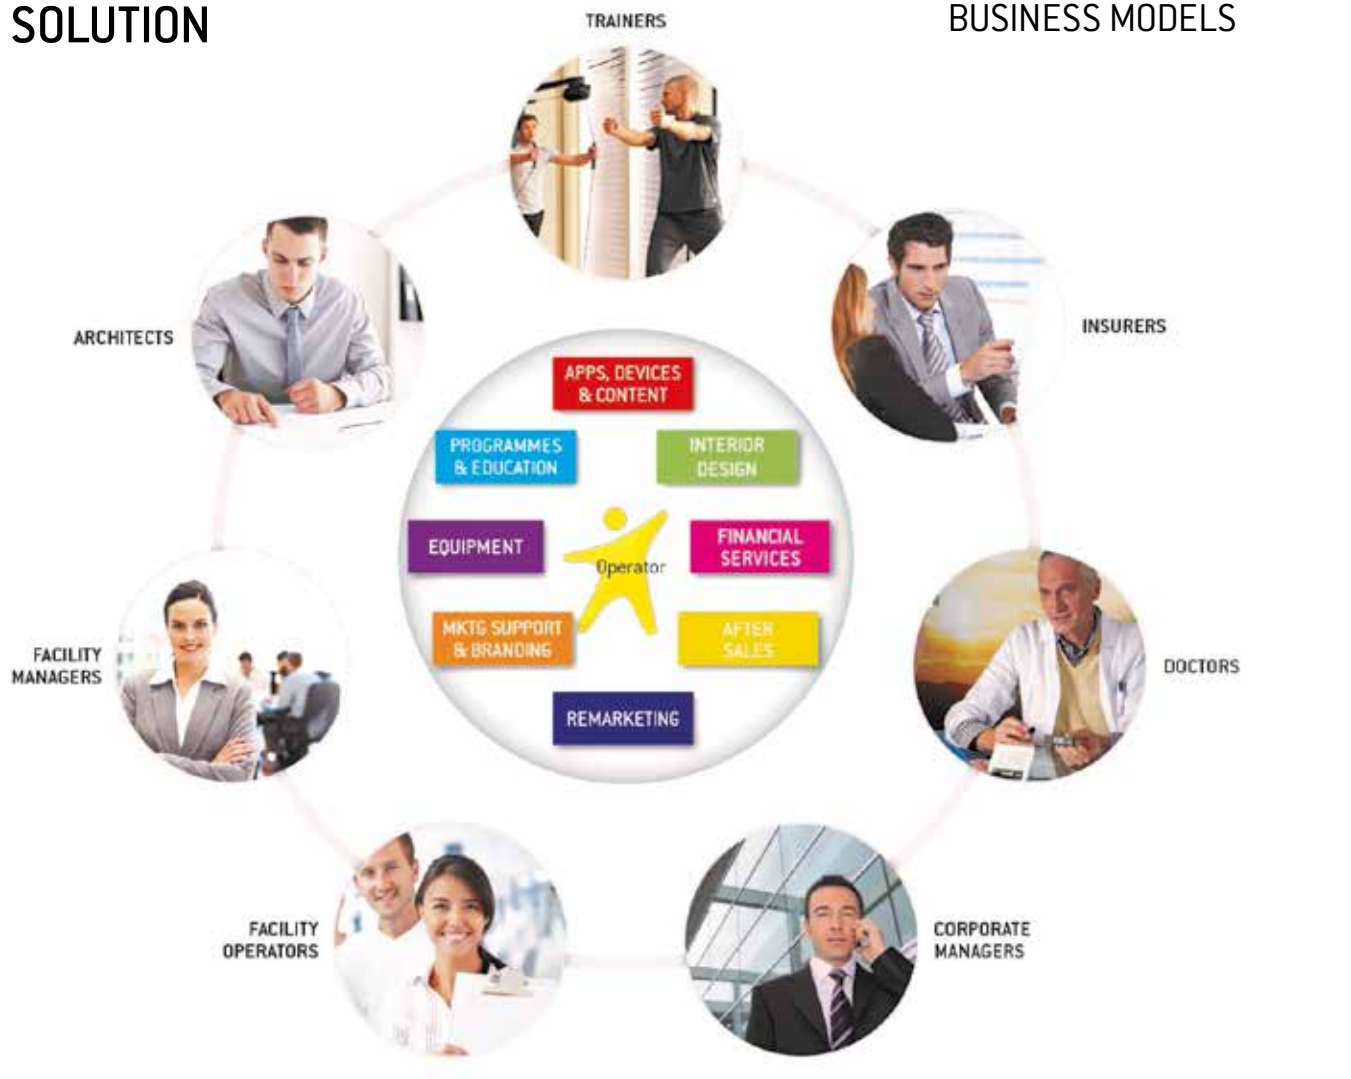 SOLUTION
BUSINESS MODELS
TRAINERS
ARCHITECTS
INSURERS
APPS, DEVICES
& CONTENT
PROGRAMMES
& EDUCATION
INTERIOR
DESIGN
EQUIPMENT
Operator
FINANCIAL
SERVICES
MKTG SUPPORT
& BRANDING
AFTER
SALES
REMARKETING
FACILITY
MANAGERS
DOCTORS
FACILITY
OPERATORS
CORPORATE
MANAGERS